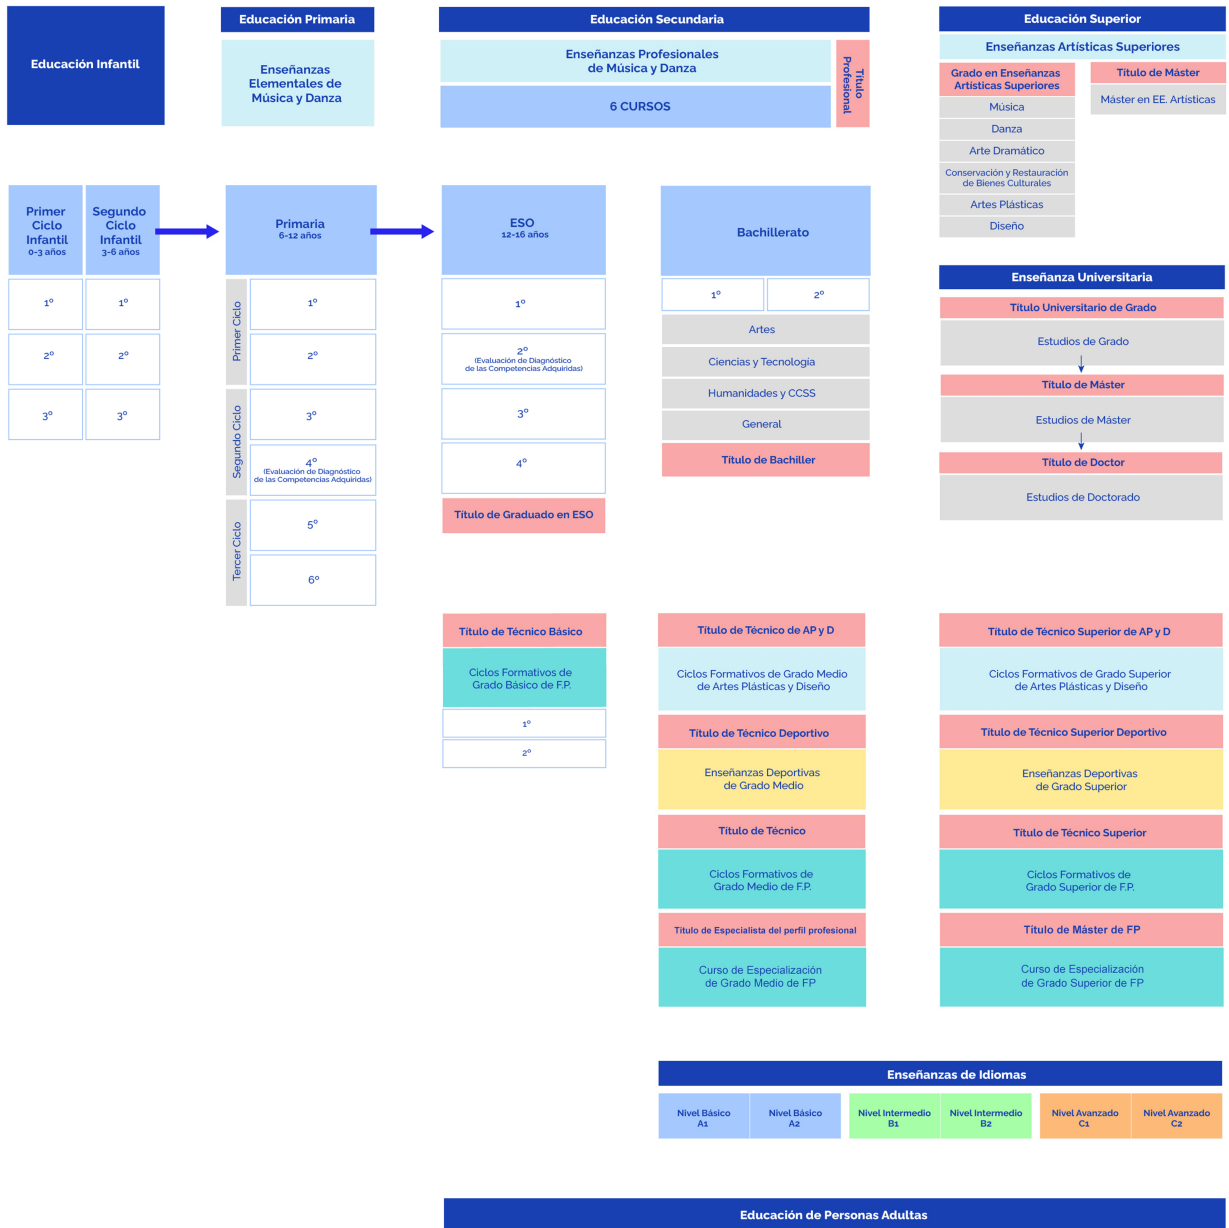 Educación Infantil
Educación Primaria
Enseñanzas
Elementales de
Música y Danza
Educación Secundaria
Enseñanzas Profesionales
de Música y Danza
6 CURSOS
Título
Profesional
Educación Superior
Enseñanzas Artísticas Superiores
Grado en Enseñanzas
Artísticas Superiores
Música
Danza
Arte Dramático
Conservación y Restauración
de Bienes Culturales
Artes Plásticas
Diseño
Título de Máster
Máster en EE. Artísticas
Primer
Ciclo
Infantil
0-3 años
1º
2º
3º
Segundo
Ciclo
Infantil
3-6 años
1º
2º
3º
Primaria
6-12 años
Primer Ciclo
1º
2º
Segundo Ciclo
3º
4º
(Evaluación de Diagnóstico
de las Competencias Adquiridas)
Tercer Ciclo
5º
6º
ESO
12-16 años
1º
2º
(Evaluación de Diagnóstico
de las Competencias Adquiridas)
3º
4º
Título de Graduado en ESO
Bachillerato
1º
2º
Artes
Ciencias y Tecnología
Humanidades y CCSS
General
Título de Bachiller
Enseñanza Universitaria
Título Universitario de Grado
Estudios de Grado
Título de Máster
Estudios de Máster
Título de Doctor
Estudios de Doctorado
Título de Técnico Básico
Ciclos Formativos de
Grado Básico de F.P.
1º
2º
Título de Técnico de AP y D
Ciclos Formativos de Grado Medio
de Artes Plásticas y Diseño
Título de Técnico Deportivo
Enseñanzas Deportivas
de Grado Medio
Título de Técnico
Ciclos Formativos de
Grado Medio de F.P.
Título de Especialista del perfil profesional
Curso de Especialización
de Grado Medio de FP
Título de Técnico Superior de AP y D
Ciclos Formativos de Grado Superior
de Artes Plásticas y Diseño
Título de Técnico Superior Deportivo
Enseñanzas Deportivas
de Grado Superior
Título de Técnico Superior
Ciclos Formativos de
Grado Superior de F.P.
Título de Máster de FP
Curso de Especialización
de Grado Superior de FP
Enseñanzas de Idiomas
Nivel Básico
A1
Nivel Básico
A2
Nivel Intermedio
B1
Nivel Intermedio
B2
Nivel Avanzado
C1
Nivel Avanzado
C2
Educación de Personas Adultas